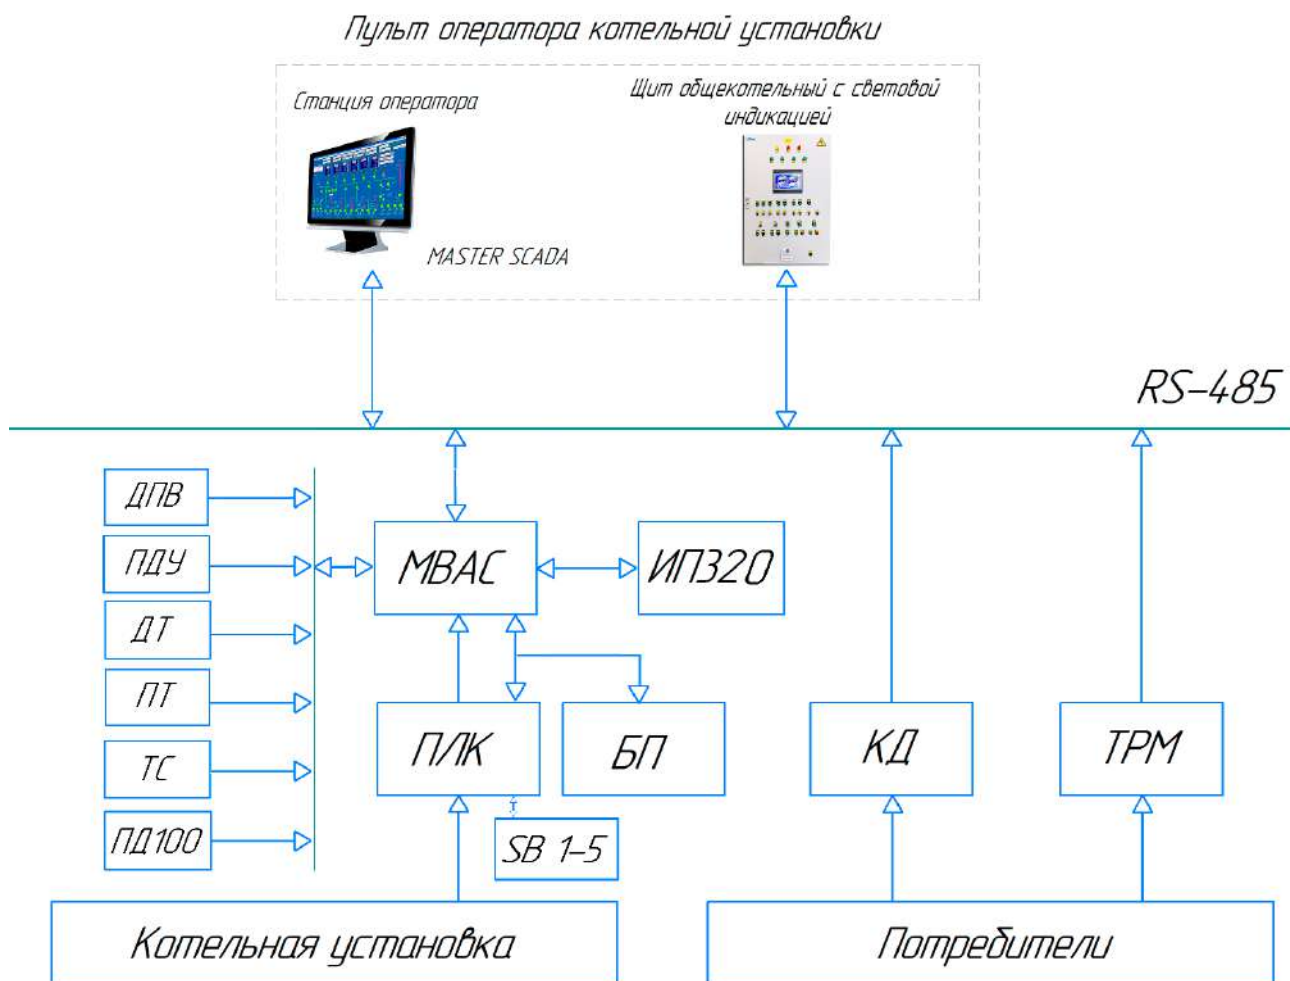 Пульт оператора котельной установки
Станция оператора
Щит общекотельный с световой
индикацией
MASTER SCADA
RS-485
ДПВ
ПДУ
ДТ
ПТ
ТС
ПД100
МВАС
ИП320
ПЛК
БП
КД
ТРМ
SB 1-5
Котельная установка
Потребители